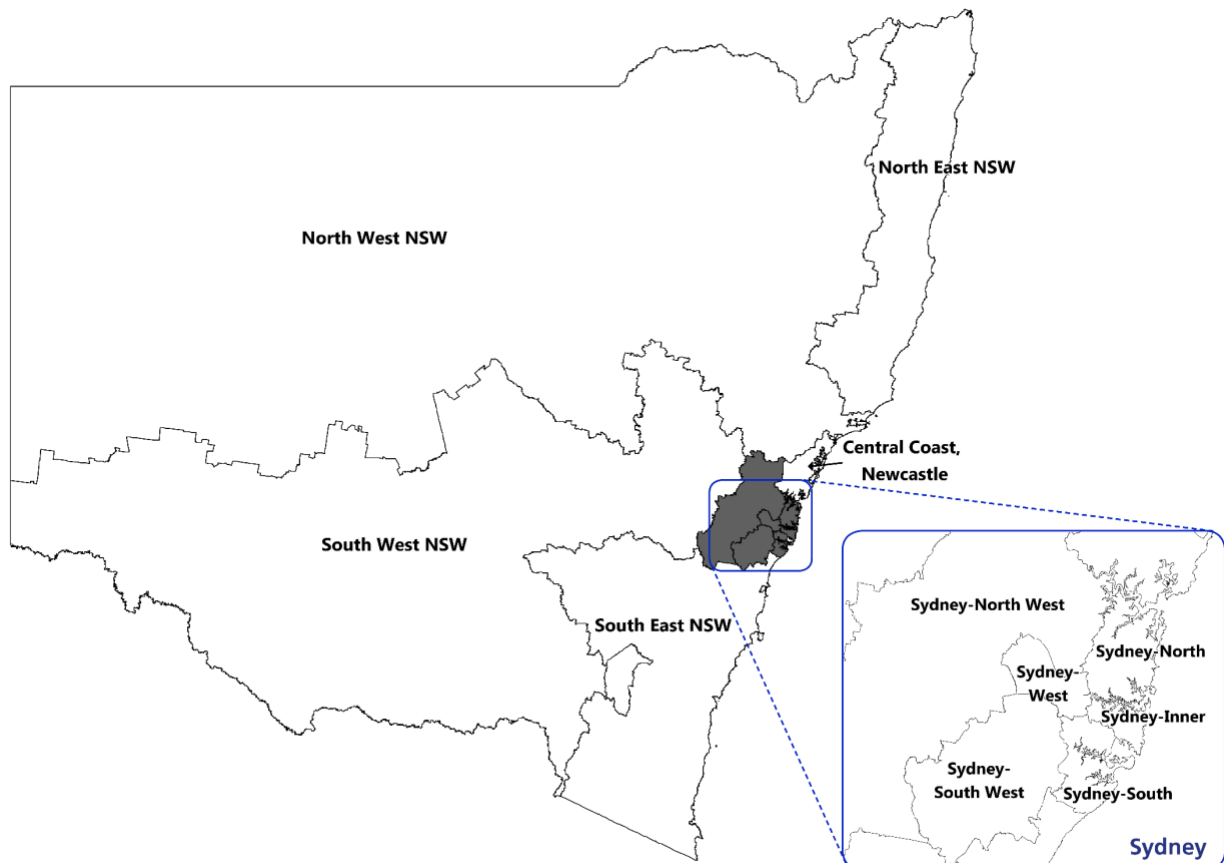 North East NSW
North West NSW
Central Coast,
Newcastle
South West NSW
South East NSW
Sydney-North West
Sydney-North
Sydney-
West
Sydney-Inner
Sydney-
South West
Sydney-South
Sydney